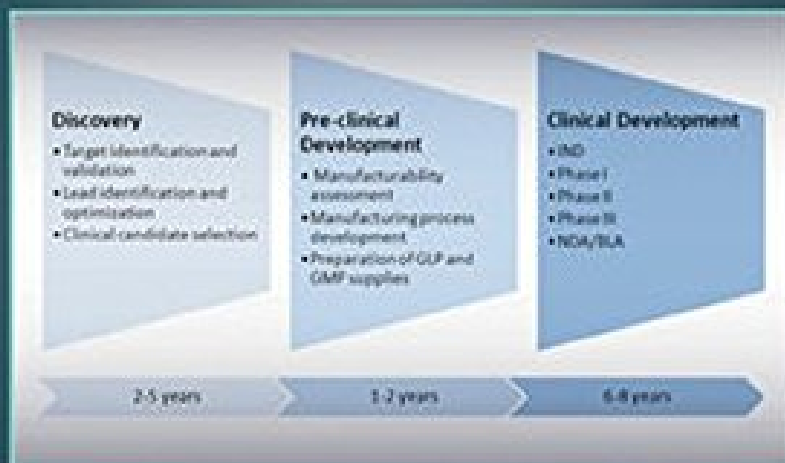 Discovery
• Target identification and
validation
• Lead identification and
optimization
• Clinical candidate selection
Pre-clinical
Development
• Manufacturability
assessment
• Manufacturing process
development
• Preparation of GLP and
GMP supplies
Clinical Development
• IND
• Phase I
• Phase II
• Phase III
• NDA/BLA
2-5 years
1-2 years
6-8 years